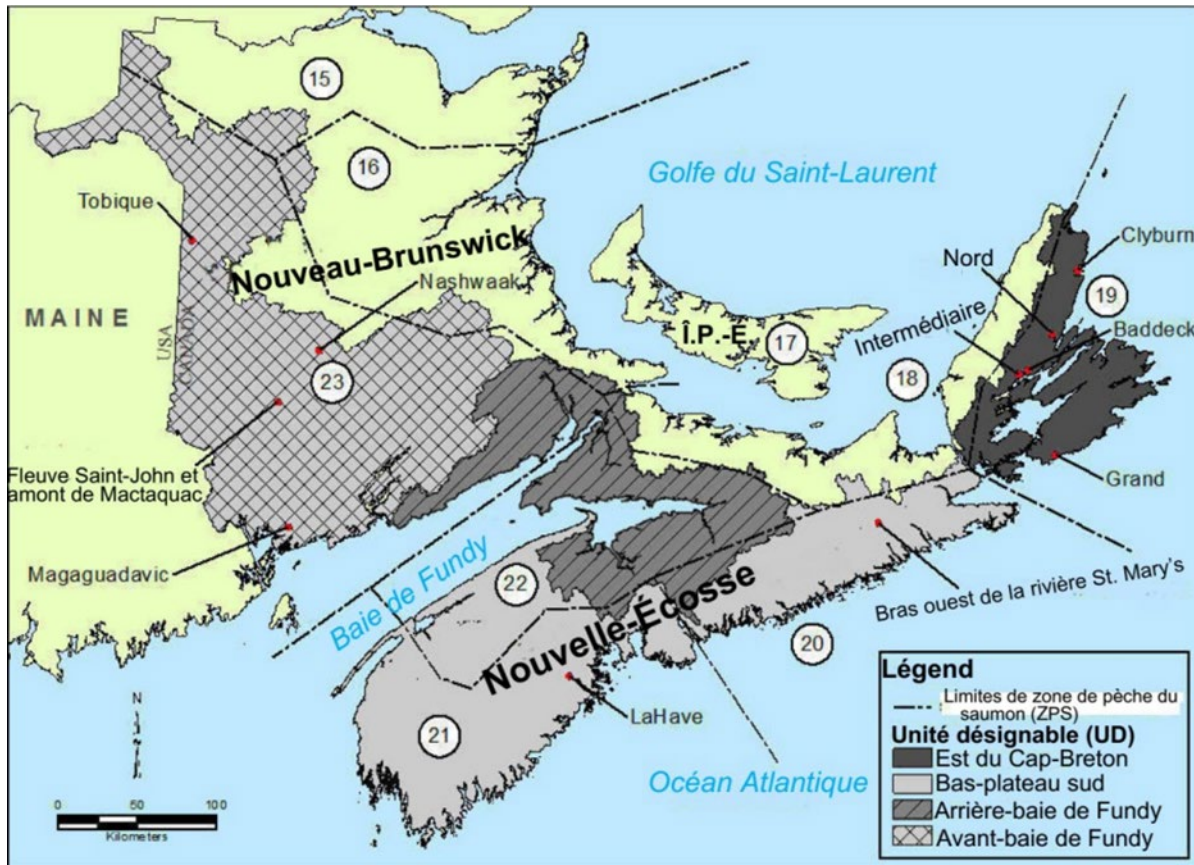 15
16
Golfe du Saint-Laurent
Tobique
Clyburn
Nord
Nouveau-Brunswick
Nashwaak
19
MAINE
USA
CANADA
Î.P.-É.
17
Intermédiaire
Baddeck
18
23
Fleuve Saint-John et
amont de Mactaquac
Grand
Magaguadavic
Baie de Fundy
22
Nouvelle-Écosse
Bras ouest de la rivière St. Mary's
20
N
LaHave
21
Océan Atlantique
0 50 100
Kilometers
Légend
Limites de zone de pèche du
saumon (ZPS)
Unité désignable (UD)
Est du Cap-Breton
Bas-plateau sud
Arrière-baie de Fundy
Avant-baie de Fundy